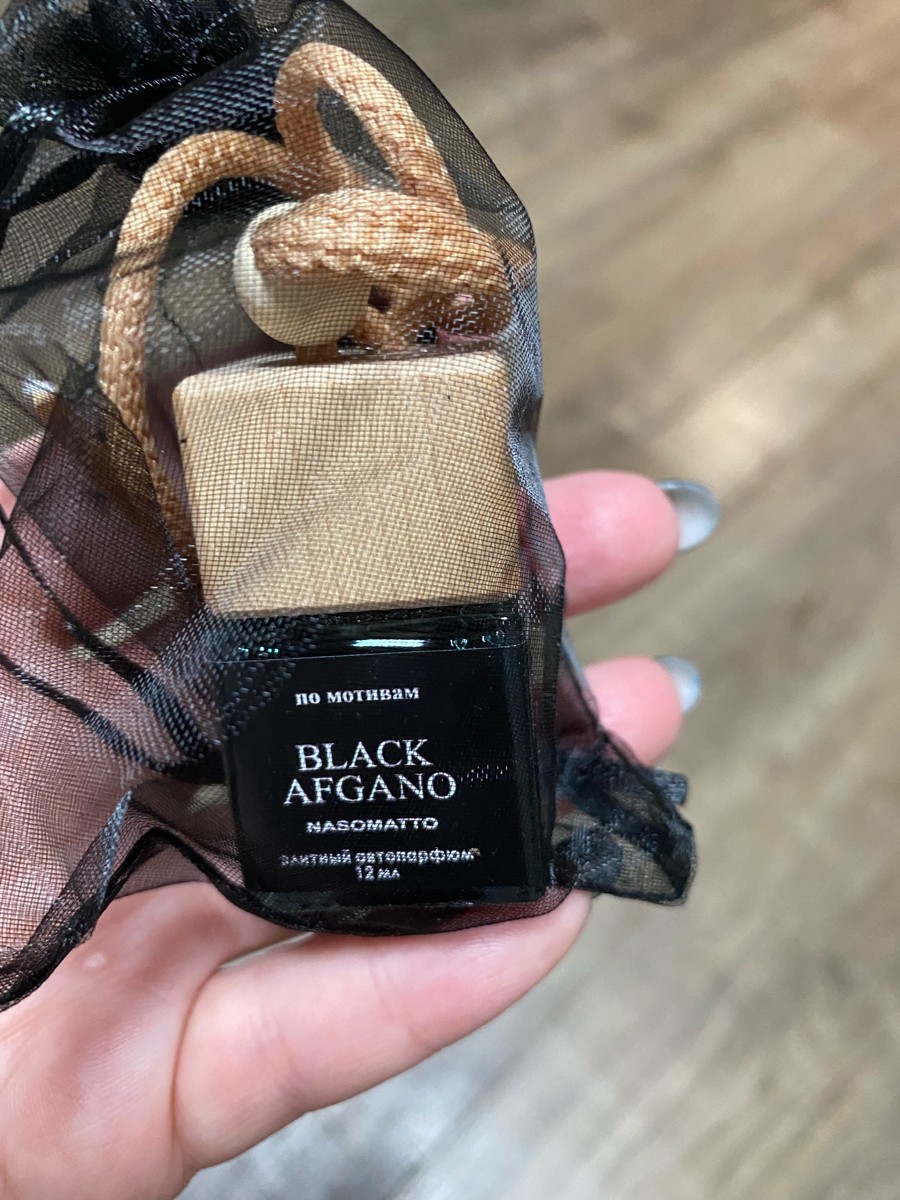 по мотивам
BLACK
AFGANO
NASOMATTO
элитный автопарфюм
12 мл